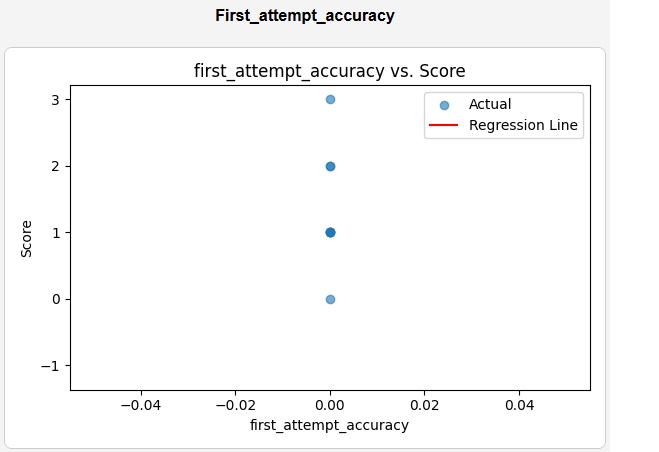 First_attempt_accuracy
first_attempt_accuracy vs. Score
3
2
1
0
−1
Score
Actual
Regression Line
−0.04
−0.02
0.00
0.02
0.04
first_attempt_accuracy